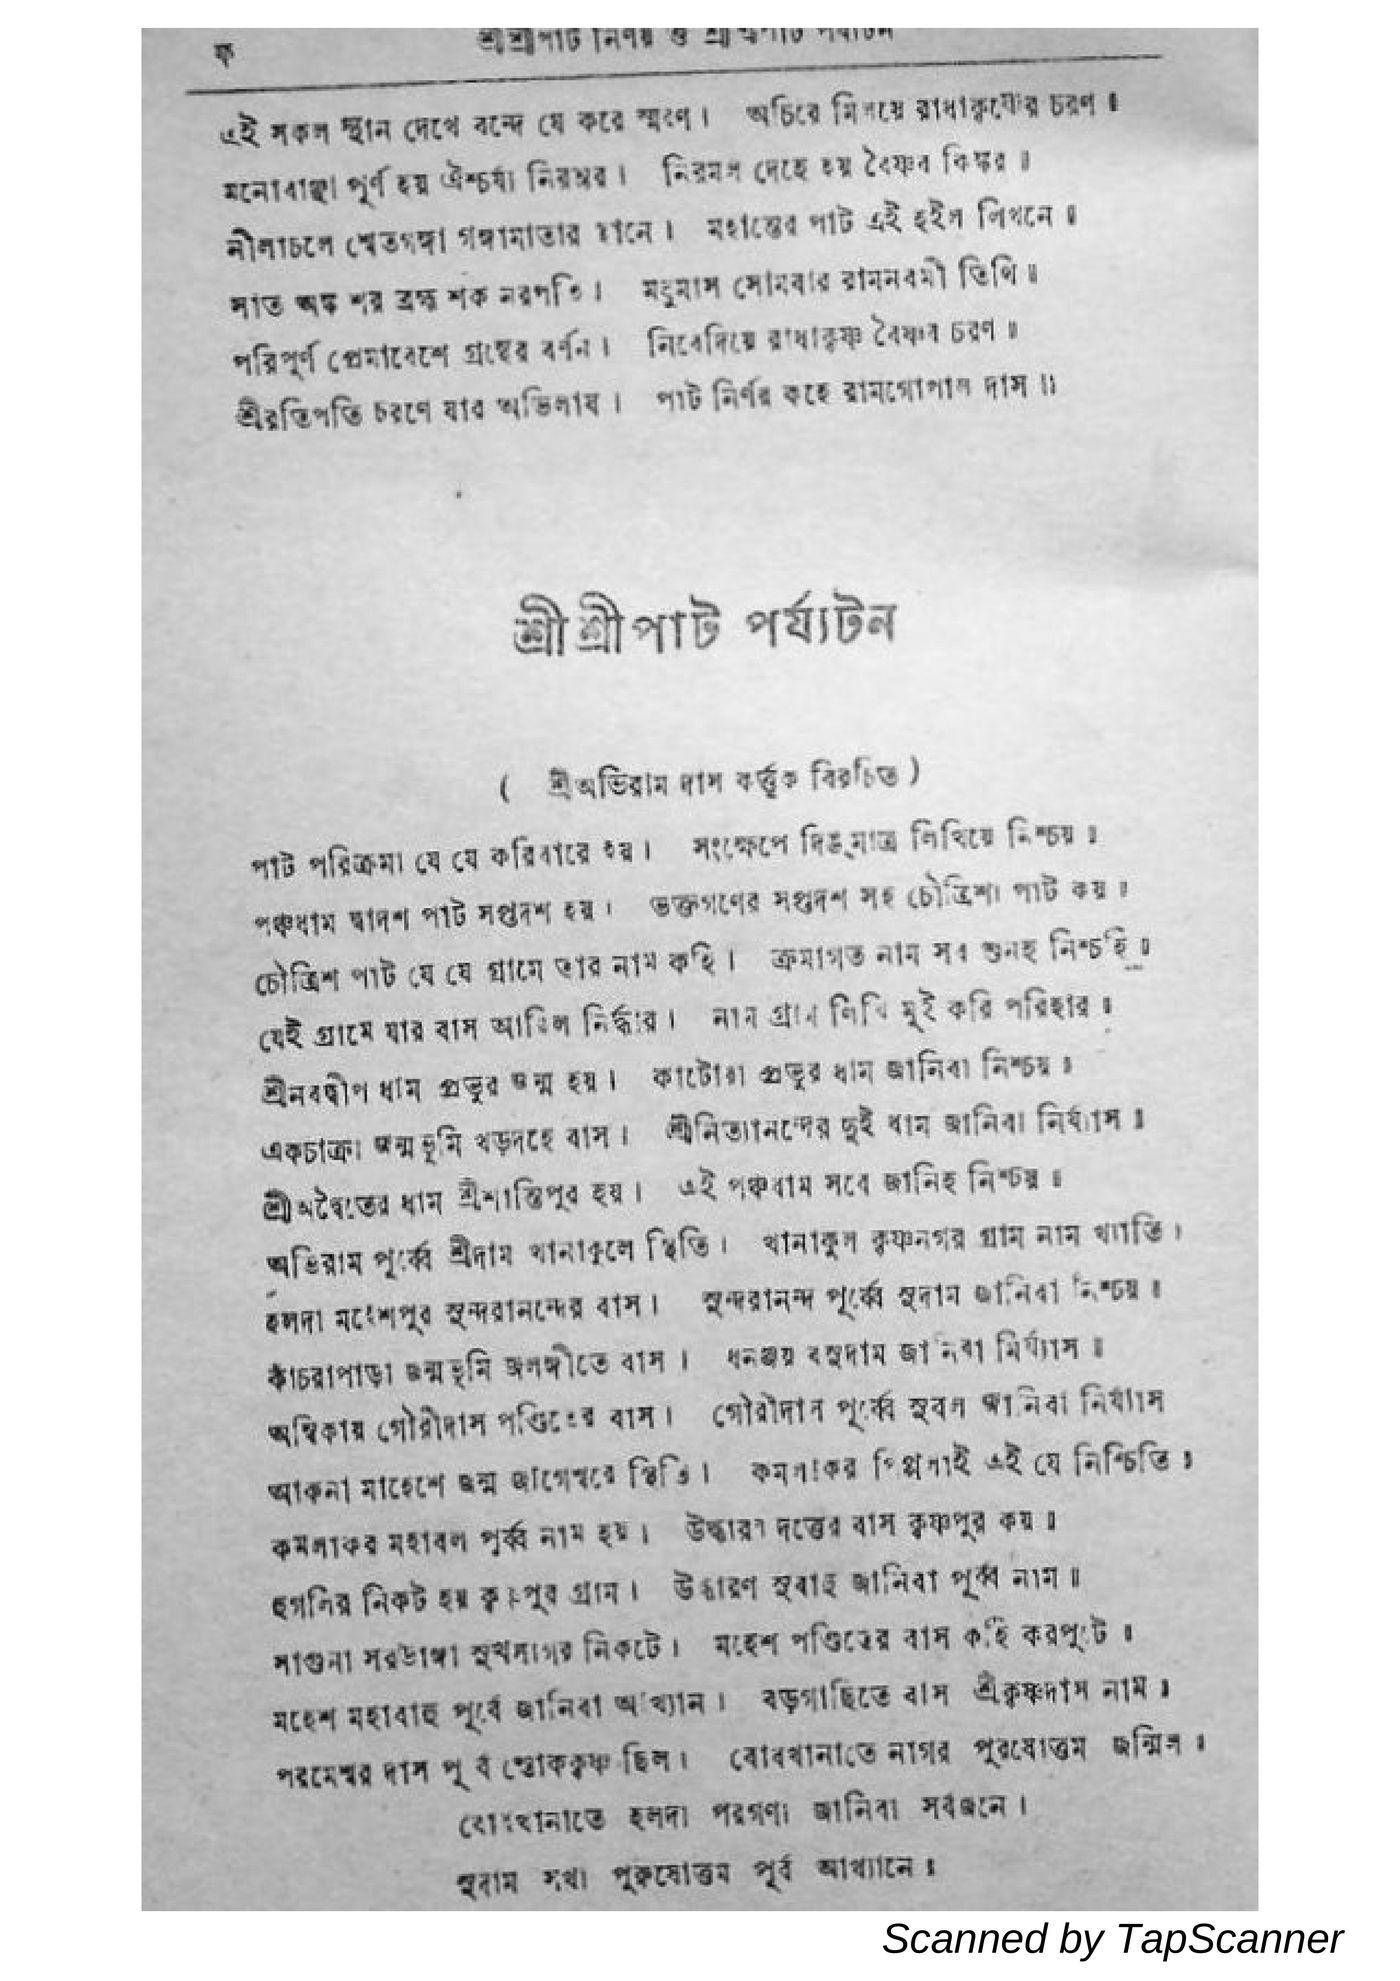 ক শ্রীশ্রীপাট নির্ণয় ও শ্রীশ্রীপাট পর্যটন
এই সকল স্থান দেখে বন্দে যে করে স্মরণ। অচিরে মিলয়ে রাধাকৃষ্ণের চরণ॥
মনোবাঞ্ছা পূর্ণ হয় ঐশ্চর্য্য নিরন্তর। নিরমল দেহে হয় বৈষ্ণব কিঙ্কর॥
নীলাচলে শ্বেতগঙ্গা গঙ্গামাতার স্থানে। মহান্তের পাট এই হইল লিখনে॥
সাত অঙ্ক শর ব্রহ্ম শক নরপতি। মধুমাস সোমবার রামনবমী তিথি॥
পরিপূর্ণ প্রেমাবেশে গ্রন্থের বর্ণন। নিবেদিয়ে রাধাকৃষ্ণ বৈষ্ণব চরণ॥
শ্রীরতিপতি চরণে যার অভিলাষ। পাট নির্ণর কহে রামগোপাল দাস॥
শ্রীশ্রীপাট পর্য্যটন
( শ্রীঅভিরাম দাস কর্ত্তৃক বিরচিত )
পাট পরিক্রমা যে যে করিবারে হয়। সংক্ষেপে দিঙ্মাত্র লিখিয়ে নিশ্চয়॥
পঞ্চধাম দ্বাদশ পাট সপ্তদশ হয়। ভক্তগণের সপ্তদশ সহ চৌত্রিশা পাট কয়॥
চৌত্রিশ পাট যে যে গ্রামে তার নাম কহি। ক্রমাগত নাম সব শুনহ নিশ্চহি॥
যেই গ্রামে যার বাস আছিল নির্দ্ধার। নাম গ্রাম লিখি মুই করি পরিহার॥
শ্রীনবদ্বীপ ধাম প্রভুর জন্ম হয়। কাটোয়া প্রভুর ধাম জানিবা নিশ্চয়॥
একচাক্রা জন্মভূমি খড়দহে বাস। শ্রীনিত্যানন্দের দুই ধাম জানিবা নির্য্যাস॥
শ্রীঅদ্বৈতের ধাম শ্রীশান্তিপুর হয়। এই পঞ্চধাম সবে জানিহ নিশ্চয়॥
অভিরাম পূর্ব্বে শ্রীদাম খানাকুলে স্থিতি। খানাকুল কৃষ্ণনগর গ্রাম নাম খ্যাতি।
হলদা মহেশপুর সুন্দরানন্দের বাস। সুন্দরানন্দ পূর্ব্বে সুদাম জানিবা নিশ্চয়॥
কাঁচরাপাড়া জন্মভূমি জলঙ্গীতে বাস। ধনঞ্জয় বসুদাম জানিবা নির্য্যাস॥
অম্বিকায় গৌরীদাস পণ্ডিতের বাস। গৌরীদাস পূর্ব্বে সুবল জানিবা নির্য্যাস
আকনা মাহেশে জন্ম জাগেশ্বরে স্থিতি। কমলাকর পিপ্পলাই এই যে নিশ্চিতি॥
কমলাকর মহাবল পূর্ব্ব নাম হয়। উদ্ধারণ দত্তের বাস কৃষ্ণপুর কয়॥
হুগলির নিকট হয় কৃষ্ণপুর গ্রাম। উদ্ধারণ সুবাহু জানিবা পূর্ব্ব নাম॥
সাগুনা সরডাঙ্গা সুখসাগর নিকটে। মহেশ পণ্ডিতের বাস কহি করপুটে॥
মহেশ মহাবাহু পূর্বে জানিবা আখ্যান। বড়গাছিতে বাস শ্রীকৃষ্ণদাস নাম॥
পরমেশ্বর দাস পূর্বে স্তোককৃষ্ণ ছিল। বোধখানাতে নাগর পুরষোত্তম জন্মিল॥
বোধখানাতে হলদা পরগণা জানিবা সর্বজনে।
সুদাম সখা পুরুষোত্তম পূর্ব আখ্যানে॥
Scanned by TapScanner